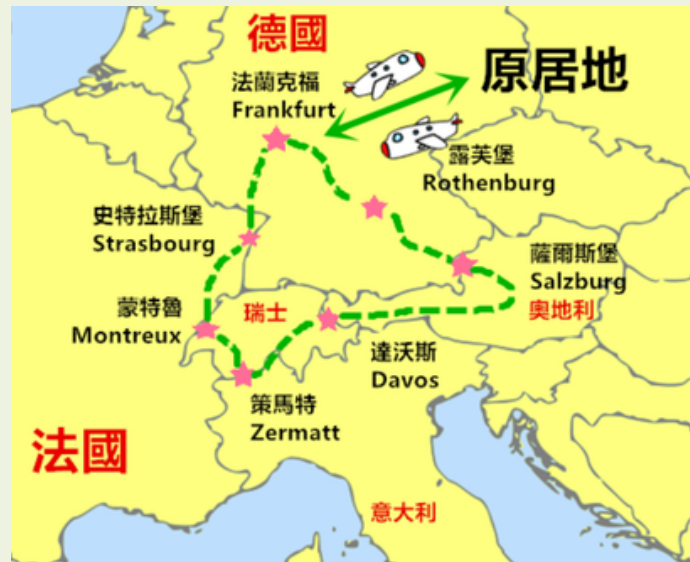 德國
原居地
法蘭克福
Frankfurt
露芙堡
Rothenburg
史特拉斯堡
Strasbourg
薩爾斯堡
Salzburg
奧地利
蒙特魯
Montreux
瑞士
達沃斯
Davos
策馬特
Zermatt
法國
意大利